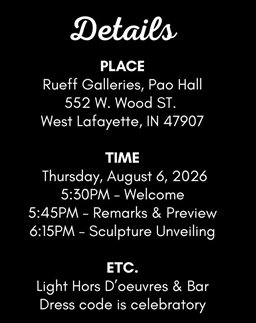 Details
PLACE
Rueff Galleries, Pao Hall
552 W. Wood ST.
West Lafayette, IN 47907
TIME
Thursday, August 6, 2026
5:30PM – Welcome
5:45PM – Remarks & Preview
6:15PM – Sculpture Unveiling
ETC.
Light Hors D’oeuvres & Bar
Dress code is celebratory